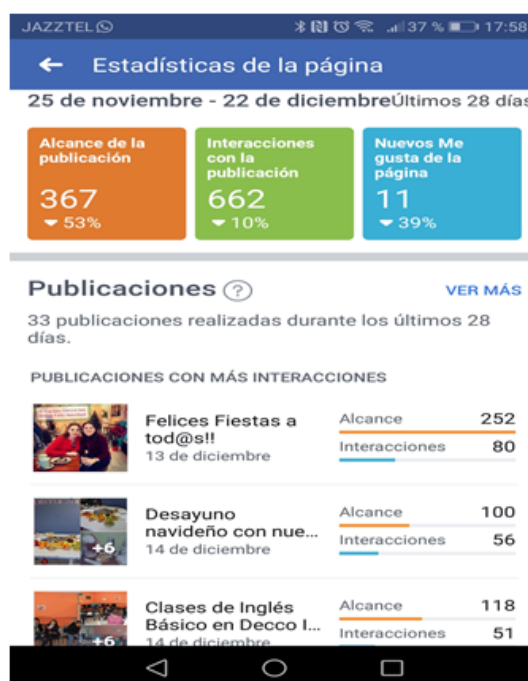 JAZZTEL 37 % 17:58
Estadísticas de la página
25 de noviembre - 22 de diciembreÚltimos 28 días
Alcance de la
publicación
367
53%
Interacciones
con la
publicación
662
10%
Nuevos Me
gusta de la
página
11
39%
Publicaciones ? VER MÁS
33 publicaciones realizadas durante los últimos 28
días.
PUBLICACIONES CON MÁS INTERACCIONES
Felices Fiestas a
tod@s!!
13 de diciembre
Alcance 252
Interacciones 80
+6
Desayuno
navideño con nue...
14 de diciembre
Alcance 100
Interacciones 56
+6
Clases de Inglés
Básico en Decco I...
14 de diciembre
Alcance 118
Interacciones 51